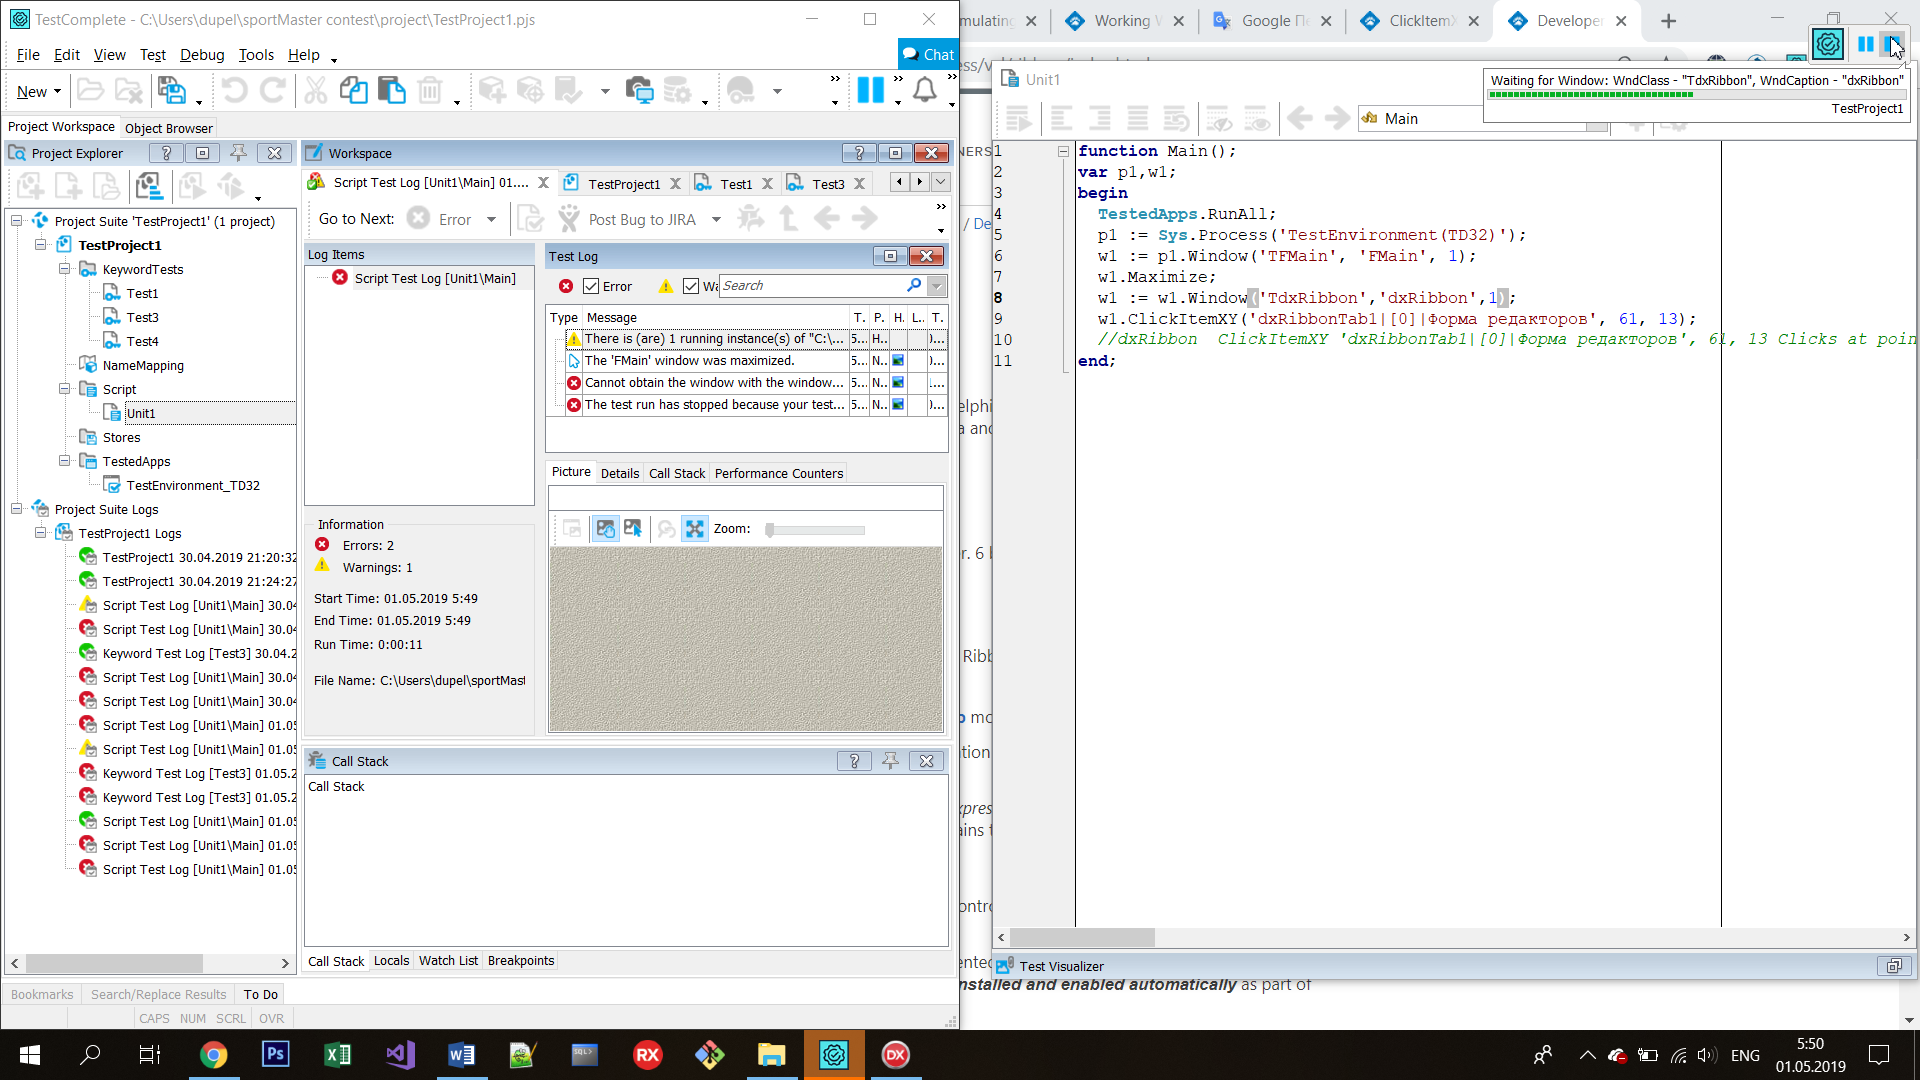 TestComplete - C:\Users\dupel\sportMaster contest\project\TestProject1.pjs
File Edit View Test Debug Tools Help
Chat
New
Project Workspace Object Browser
Project Explorer
Project Suite 'TestProject1' (1 project)
TestProject1
KeywordTests
Test1
Test3
Test4
NameMapping
Script
Unit1
Stores
TestedApps
TestEnvironment_TD32
Project Suite Logs
TestProject1 Logs
TestProject1 30.04.2019 21:20:32
TestProject1 30.04.2019 21:24:27
Script Test Log [Unit1\Main] 30.04
Script Test Log [Unit1\Main] 30.04
Keyword Test Log [Test3] 30.04.2
Script Test Log [Unit1\Main] 30.04
Script Test Log [Unit1\Main] 30.04
Script Test Log [Unit1\Main] 01.05
Script Test Log [Unit1\Main] 01.05
Keyword Test Log [Test3] 01.05.2
Keyword Test Log [Test3] 01.05.2
Script Test Log [Unit1\Main] 01.05
Script Test Log [Unit1\Main] 01.05
Script Test Log [Unit1\Main] 01.05
Workspace
Script Test Log [Unit1\Main] 01.... TestProject1 Test1 Test3
Go to Next: Error Post Bug to JIRA
Log Items
Script Test Log [Unit1\Main]
Test Log
Error Wa Search
Type Message T.. P.. H. L.. T..
There is (are) 1 running instance(s) of "C:\... 5... H..
The 'FMain' window was maximized. 5... N..
Cannot obtain the window with the window... 5... N..
The test run has stopped because your test... 5... N..
Picture Details Call Stack Performance Counters
Zoom:
Information
Errors: 2
Warnings: 1
Start Time: 01.05.2019 5:49
End Time: 01.05.2019 5:49
Run Time: 0:00:11
File Name: C:\Users\dupel\sportMast
Call Stack
Call Stack
Call Stack Locals Watch List Breakpoints
Bookmarks Search/Replace Results To Do
CAPS NUM SCRL OVR
mulating Working Google ClickItemX Developer
Waiting for Window: WndClass - "TdxRibbon", WndCaption - "dxRibbon"
TestProject1
Unit1
Main
1 function Main();
2 var p1,w1;
3 begin
4 TestedApps.RunAll;
5 p1 := Sys.Process('TestEnvironment(TD32)');
6 w1 := p1.Window('TFMain', 'FMain', 1);
7 w1.Maximize;
8 w1 := w1.Window('TdxRibbon','dxRibbon',1);
9 w1.ClickItemXY('dxRibbonTab1|[0]|Форма редакторов', 61, 13);
10 //dxRibbon ClickItemXY 'dxRibbonTab1|[0]|Форма редакторов', 61, 13 Clicks at poin
11 end;
Test Visualizer
nstalled and enabled automatically as part of
ENG
5:50
01.05.2019